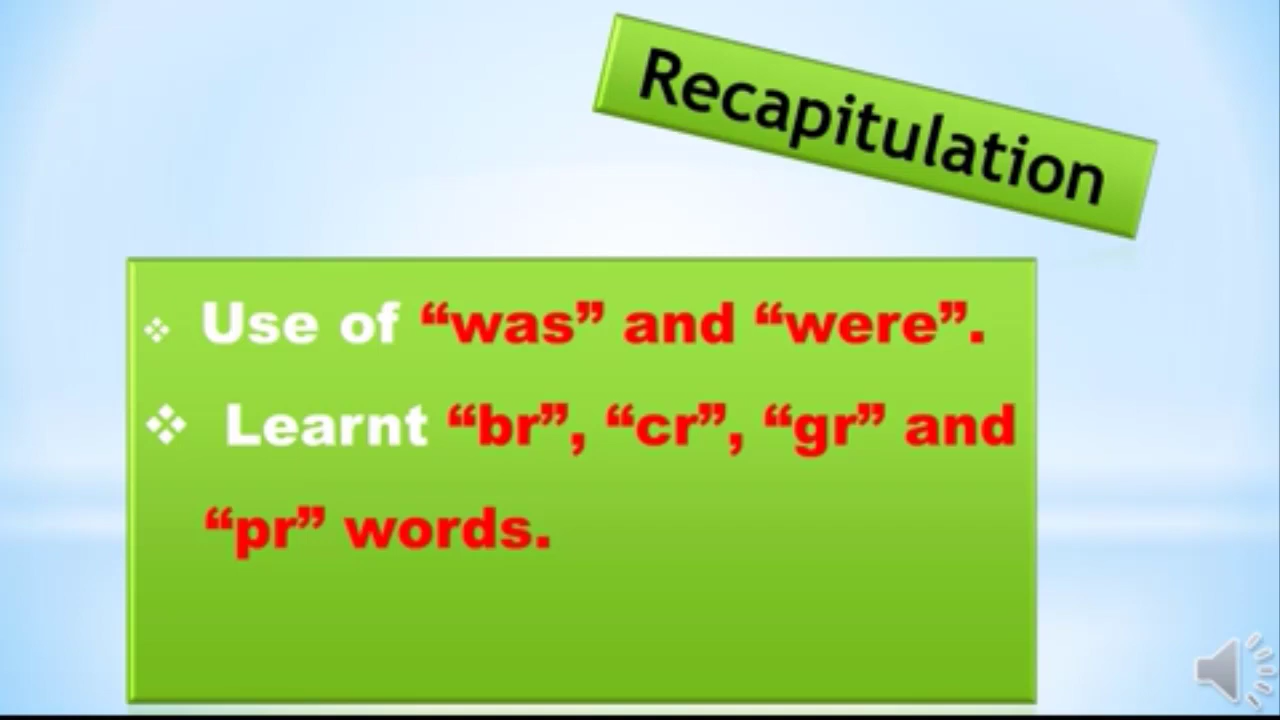 Recapitulation
❖ Use of “was” and “were”.
❖ Learnt “br”, “cr”, “gr” and
“pr” words.